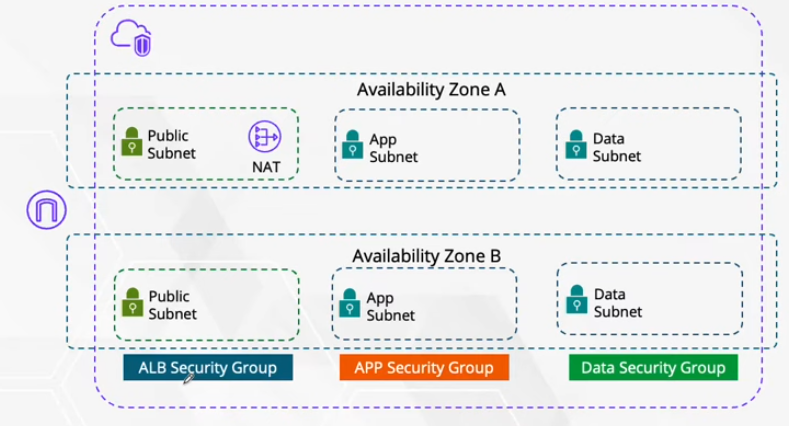 Availability Zone A
Public
Subnet
NAT
App
Subnet
Data
Subnet
Availability Zone B
Public
Subnet
App
Subnet
Data
Subnet
ALB Security Group
APP Security Group
Data Security Group